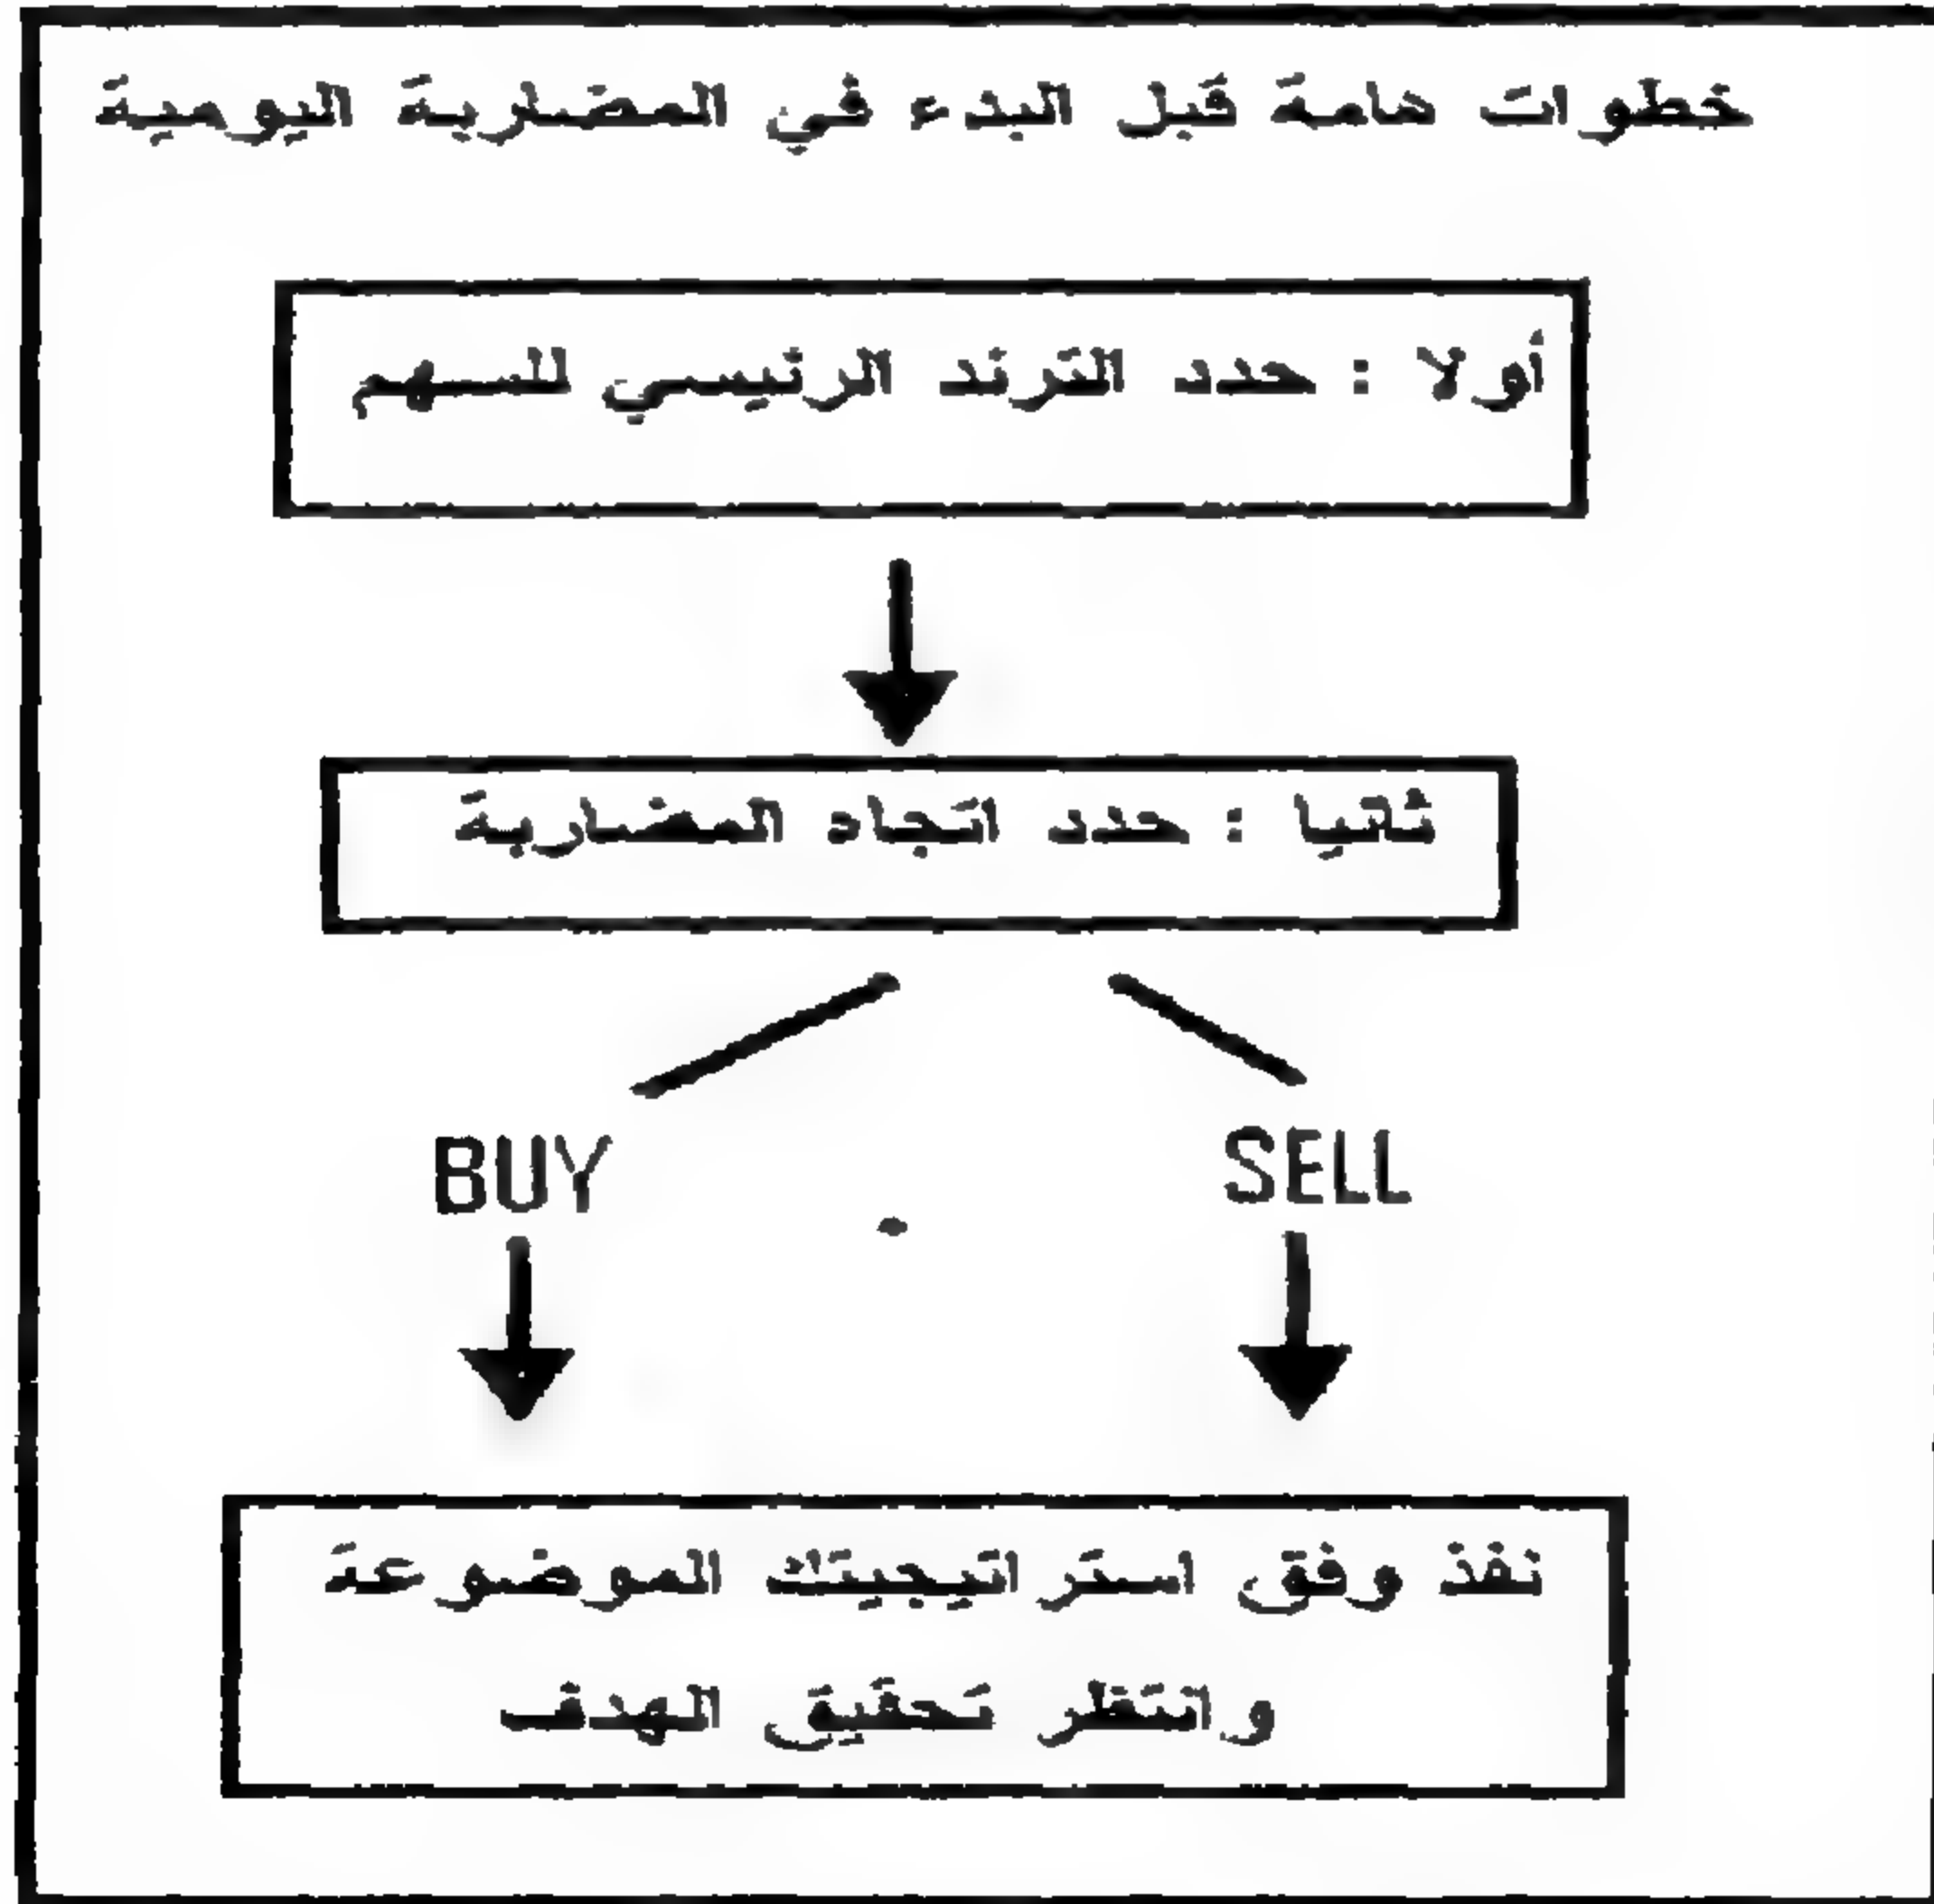 خطوات هامة قبل البدء في المضاربة اليومية
أولا : حدد الترند الرئيسي للسهم
ثانيا : حدد اتجاه المضاربة
BUY
SELL
نفذ وفق استراتيجيتك الموضوعة
وانتظر تحقيق الهدف